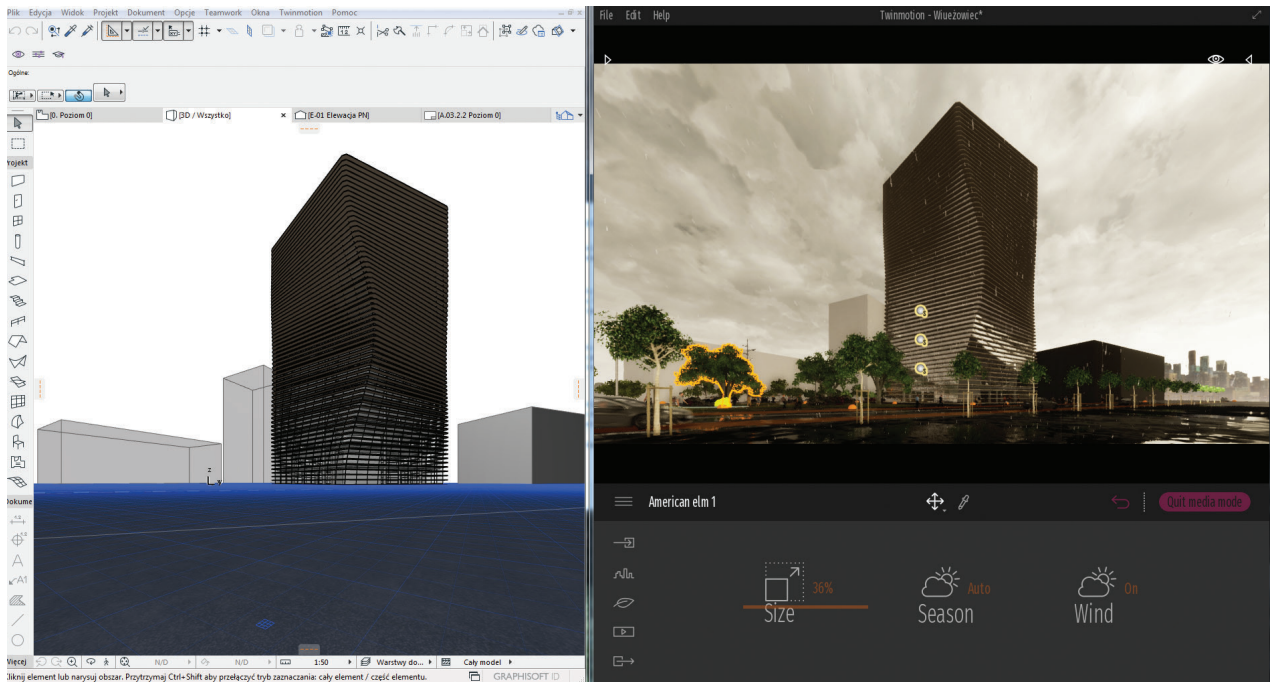 Plik Edycja Widok Projekt Dokument Opcje Teamwork Okna Twinmotion Pomoc
Ogólne:
[0. Poziom 0]
[3D / Wszystko]
[E-01 Elewacja PN]
[A.03.2.2 Poziom 0]
Projekt
Dokume
A
A1
Więcej
N/D
N/D
1:50
Warstwy do...
Cały model
Kliknij element lub narysuj obszar. Przytrzymaj Ctrl+Shift aby przełączyć tryb zaznaczania: cały element / część elementu.
GRAPHISOFT ID
z
File Edit Help
Twinmotion - Wiueżowiec*
American elm 1
Quit media mode
36%
Size
Auto
Season
On
Wind